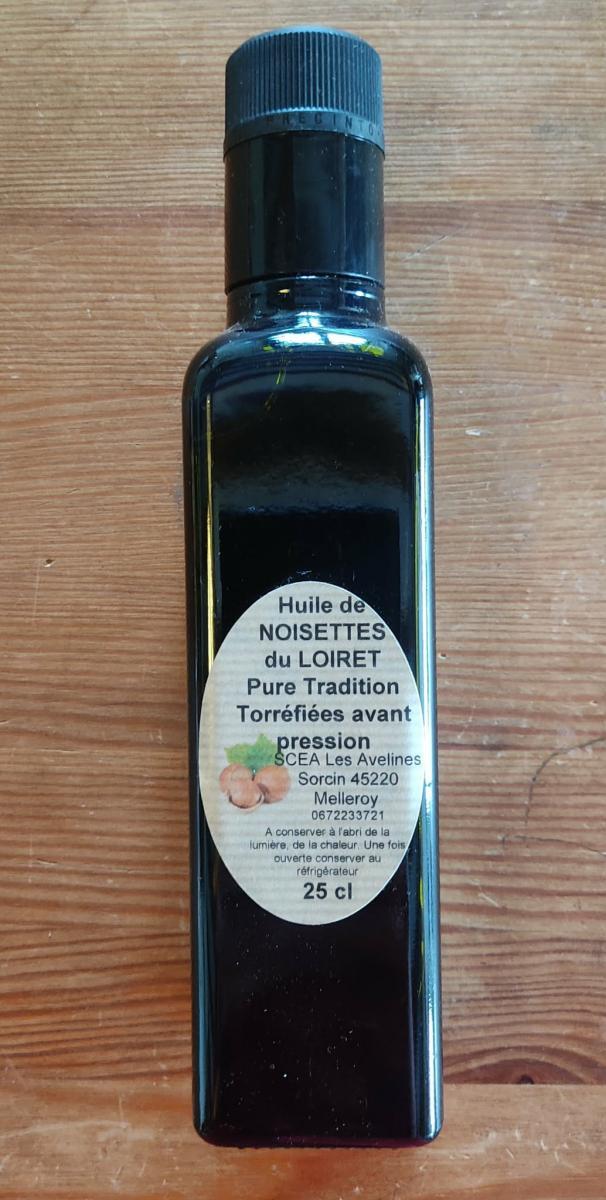 PRECINTO
Huile de
NOISETTES
du LOIRET
Pure Tradition
Torréfiées avant
pression
SCEA Les Avelines
Sorcin 45220
Melleroy
0672233721
A conserver à l'abri de la
lumière, de la chaleur. Une fois
ouverte conserver au
réfrigérateur
25 cl